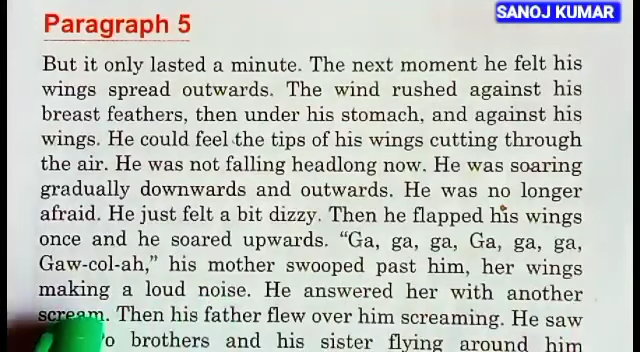 SANOJ KUMAR
Paragraph 5
But it only lasted a minute. The next moment he felt his
wings spread outwards. The wind rushed against his
breast feathers, then under his stomach, and against his
wings. He could feel the tips of his wings cutting through
the air. He was not falling headlong now. He was soaring
gradually downwards and outwards. He was no longer
afraid. He just felt a bit dizzy. Then he flapped his wings
once and he soared upwards. “Ga, ga, ga, Ga, ga, ga,
Gaw-col-ah,” his mother swooped past him, her wings
making a loud noise. He answered her with another
scream. Then his father flew over him screaming. He saw
brothers and his sister flying around him